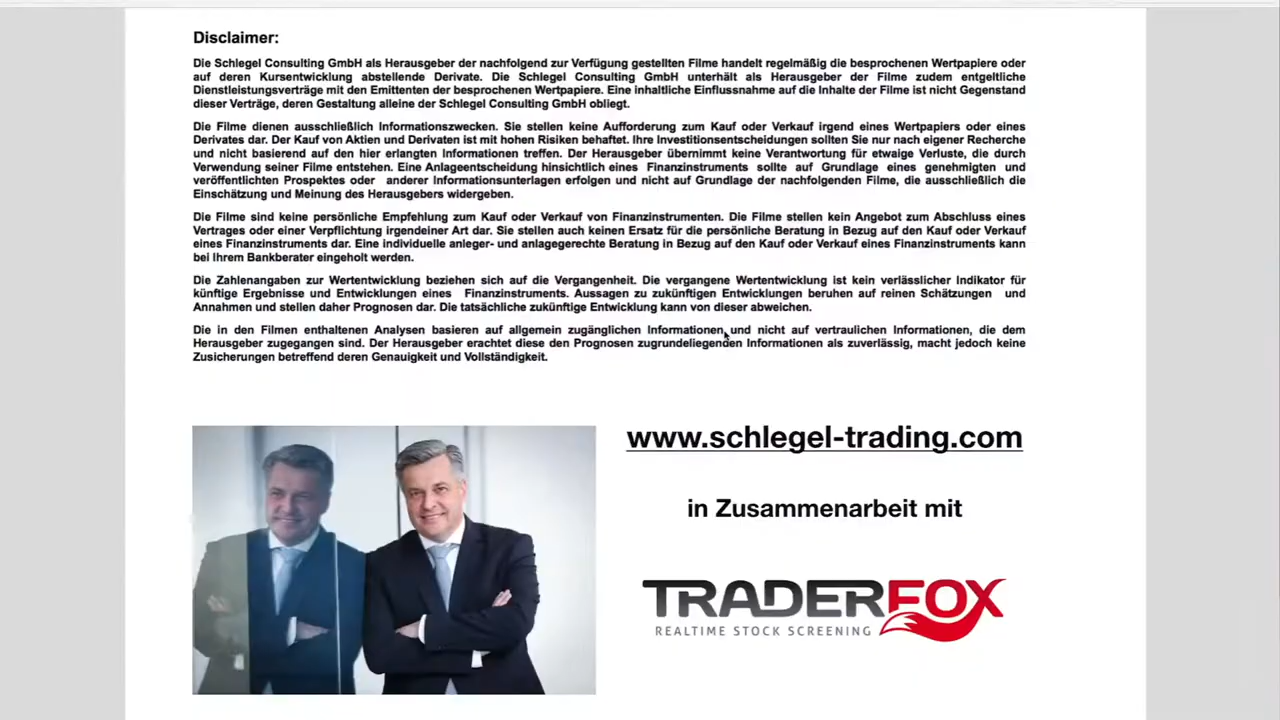 Disclaimer:
Die Schlegel Consulting GmbH als Herausgeber der nachfolgend zur Verfügung gestellten Filme handelt regelmäßig die besprochenen Wertpapiere oder
auf deren Kursentwicklung abstellende Derivate. Die Schlegel Consulting GmbH unterhält als Herausgeber der Filme zudem entgeltliche
Dienstleistungsverträge mit den Emittenten der besprochenen Wertpapiere. Eine inhaltliche Einflussnahme auf die Inhalte der Filme ist nicht Gegenstand
dieser Verträge, deren Gestaltung alleine der Schlegel Consulting GmbH obliegt.
Die Filme dienen ausschließlich Informationszwecken. Sie stellen keine Aufforderung zum Kauf oder Verkauf irgend eines Wertpapiers oder eines
Derivates dar. Der Kauf von Aktien und Derivaten ist mit hohen Risiken behaftet. Ihre Investitionsentscheidungen sollten Sie nur nach eigener Recherche
und nicht basierend auf den hier erlangten Informationen treffen. Der Herausgeber übernimmt keine Verantwortung für etwaige Verluste, die durch
Verwendung seiner Filme entstehen. Eine Anlageentscheidung hinsichtlich eines Finanzinstruments sollte auf Grundlage eines genehmigten und
veröffentlichten Prospektes oder anderer Informationsunterlagen erfolgen und nicht auf Grundlage der nachfolgenden Filme, die ausschließlich die
Einschätzung und Meinung des Herausgebers widergeben.
Die Filme sind keine persönliche Empfehlung zum Kauf oder Verkauf von Finanzinstrumenten. Die Filme stellen kein Angebot zum Abschluss eines
Vertrages oder einer Verpflichtung irgendeiner Art dar. Sie stellen auch keinen Ersatz für die persönliche Beratung in Bezug auf den Kauf oder Verkauf
eines Finanzinstruments dar. Eine individuelle anleger- und anlagegerechte Beratung in Bezug auf den Kauf oder Verkauf eines Finanzinstruments kann
bei Ihrem Bankberater eingeholt werden.
Die Zahlenangaben zur Wertentwicklung beziehen sich auf die Vergangenheit. Die vergangene Wertentwicklung ist kein verlässlicher Indikator für
künftige Ergebnisse und Entwicklungen eines Finanzinstruments. Aussagen zu zukünftigen Entwicklungen beruhen auf reinen Schätzungen und
Annahmen und stellen daher Prognosen dar. Die tatsächliche zukünftige Entwicklung kann von dieser abweichen.
Die in den Filmen enthaltenen Analysen basieren auf allgemein zugänglichen Informationen und nicht auf vertraulichen Informationen, die dem
Herausgeber zugegangen sind. Der Herausgeber erachtet diese den Prognosen zugrundeliegenden Informationen als zuverlässig, macht jedoch keine
Zusicherungen betreffend deren Genauigkeit und Vollständigkeit.
www.schlegel-trading.com
in Zusammenarbeit mit
TRADERFOX
REALTIME STOCK SCREENING